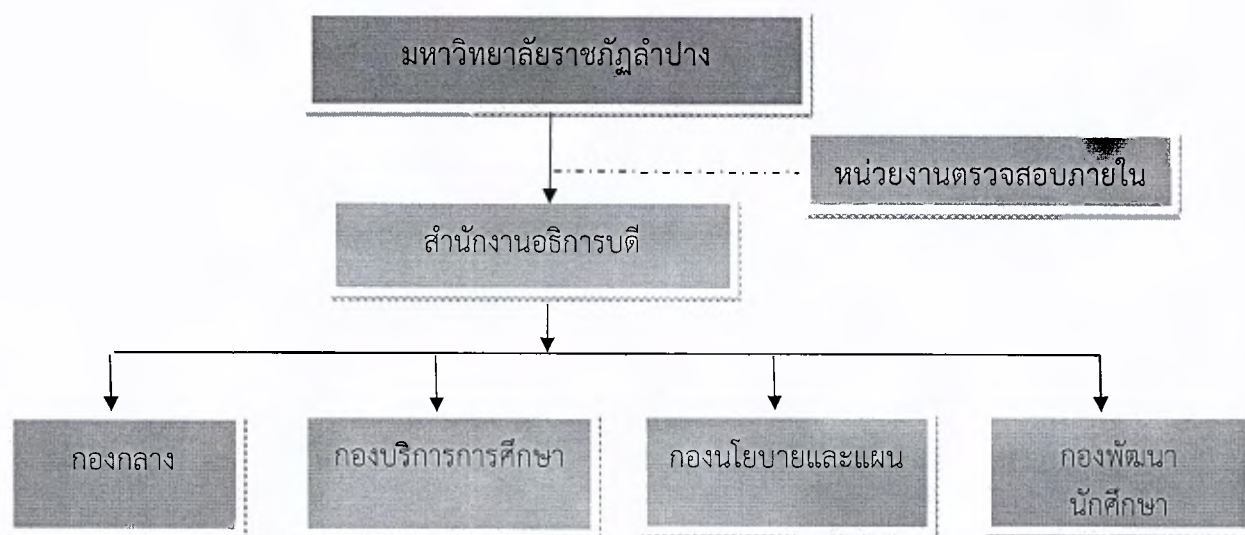 มหาวิทยาลัยราชภัฏลำปาง
หน่วยงานตรวจสอบภายใน
สำนักงานอธิการบดี
กองกลาง
กองบริการการศึกษา
กองนโยบายและแผน
กองพัฒนา
นักศึกษา